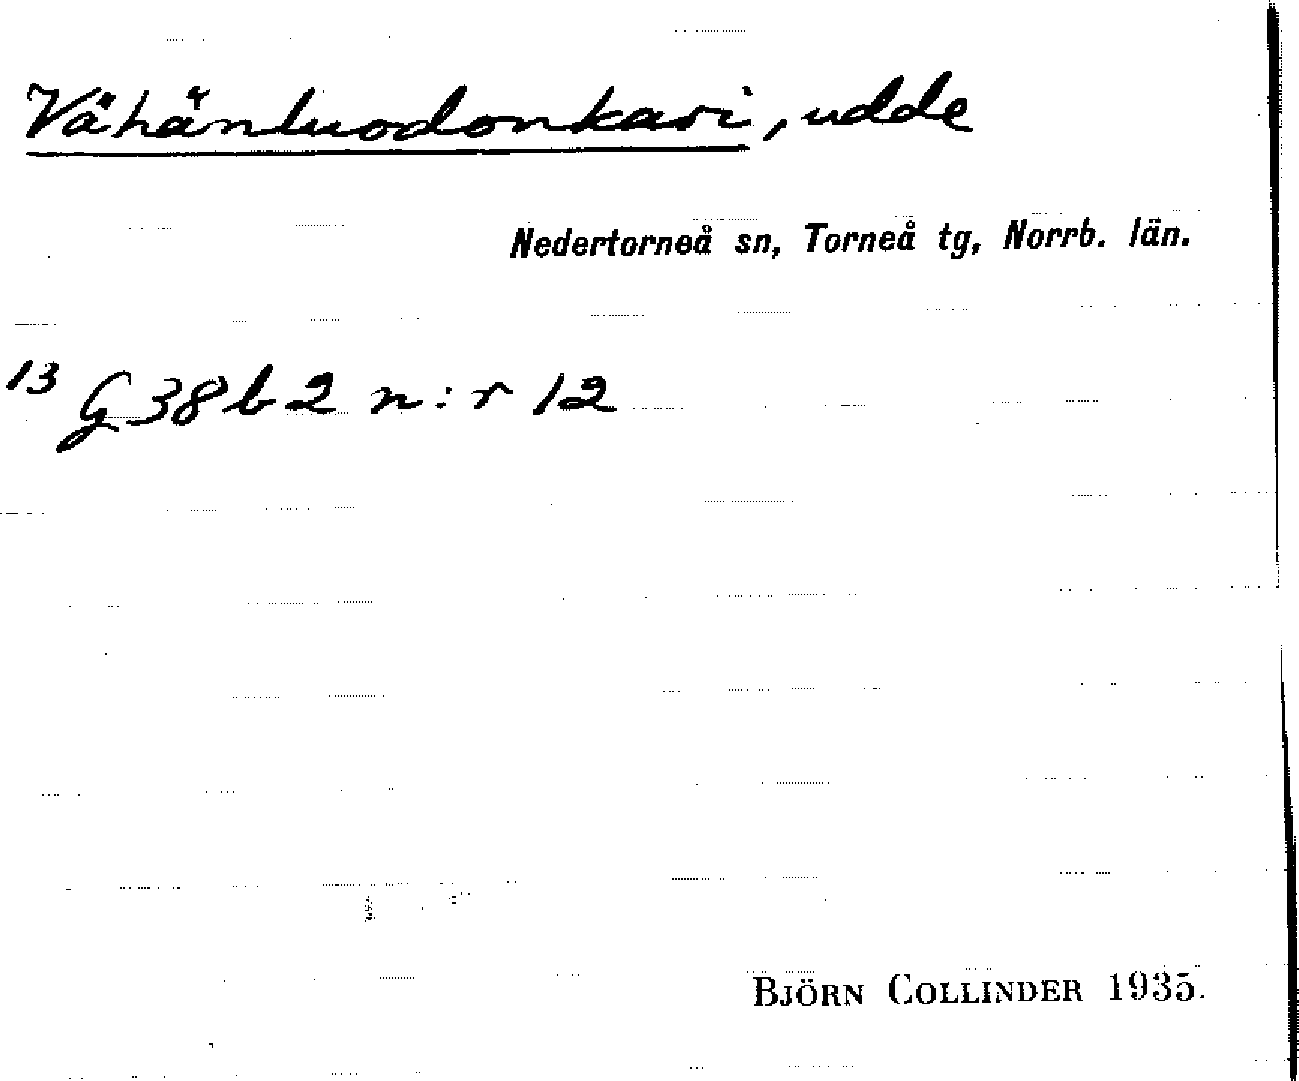 Vähänluodonkari, udde
Nedertorneå sn, Torneå tg, Norrb. län.
13 G 38 b 2 n:r 12
BJÖRN COLLINDER 1935.